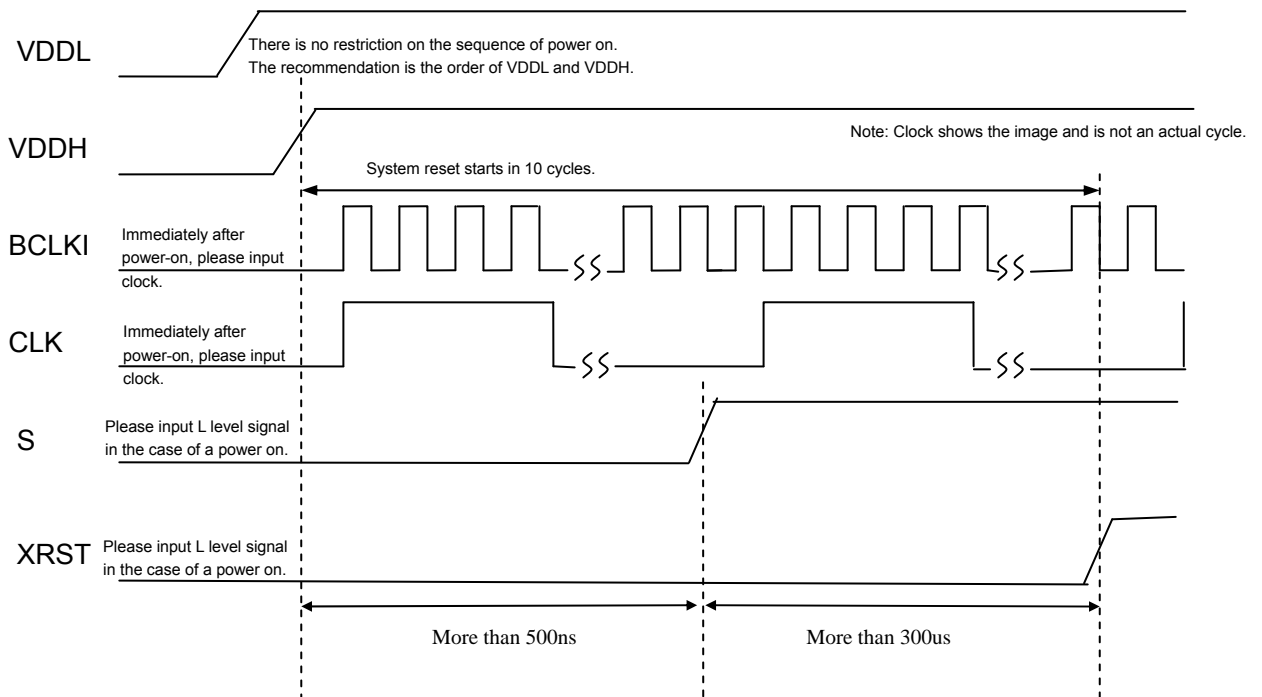 VDDL
There is no restriction on the sequence of power on.
The recommendation is the order of VDDL and VDDH.
VDDH
Note: Clock shows the image and is not an actual cycle.
System reset starts in 10 cycles.
BCLKI
Immediately after
power-on, please input
clock.
CLK
Immediately after
power-on, please input
clock.
S
Please input L level signal
in the case of a power on.
XRST
Please input L level signal
in the case of a power on.
More than 500ns
More than 300us